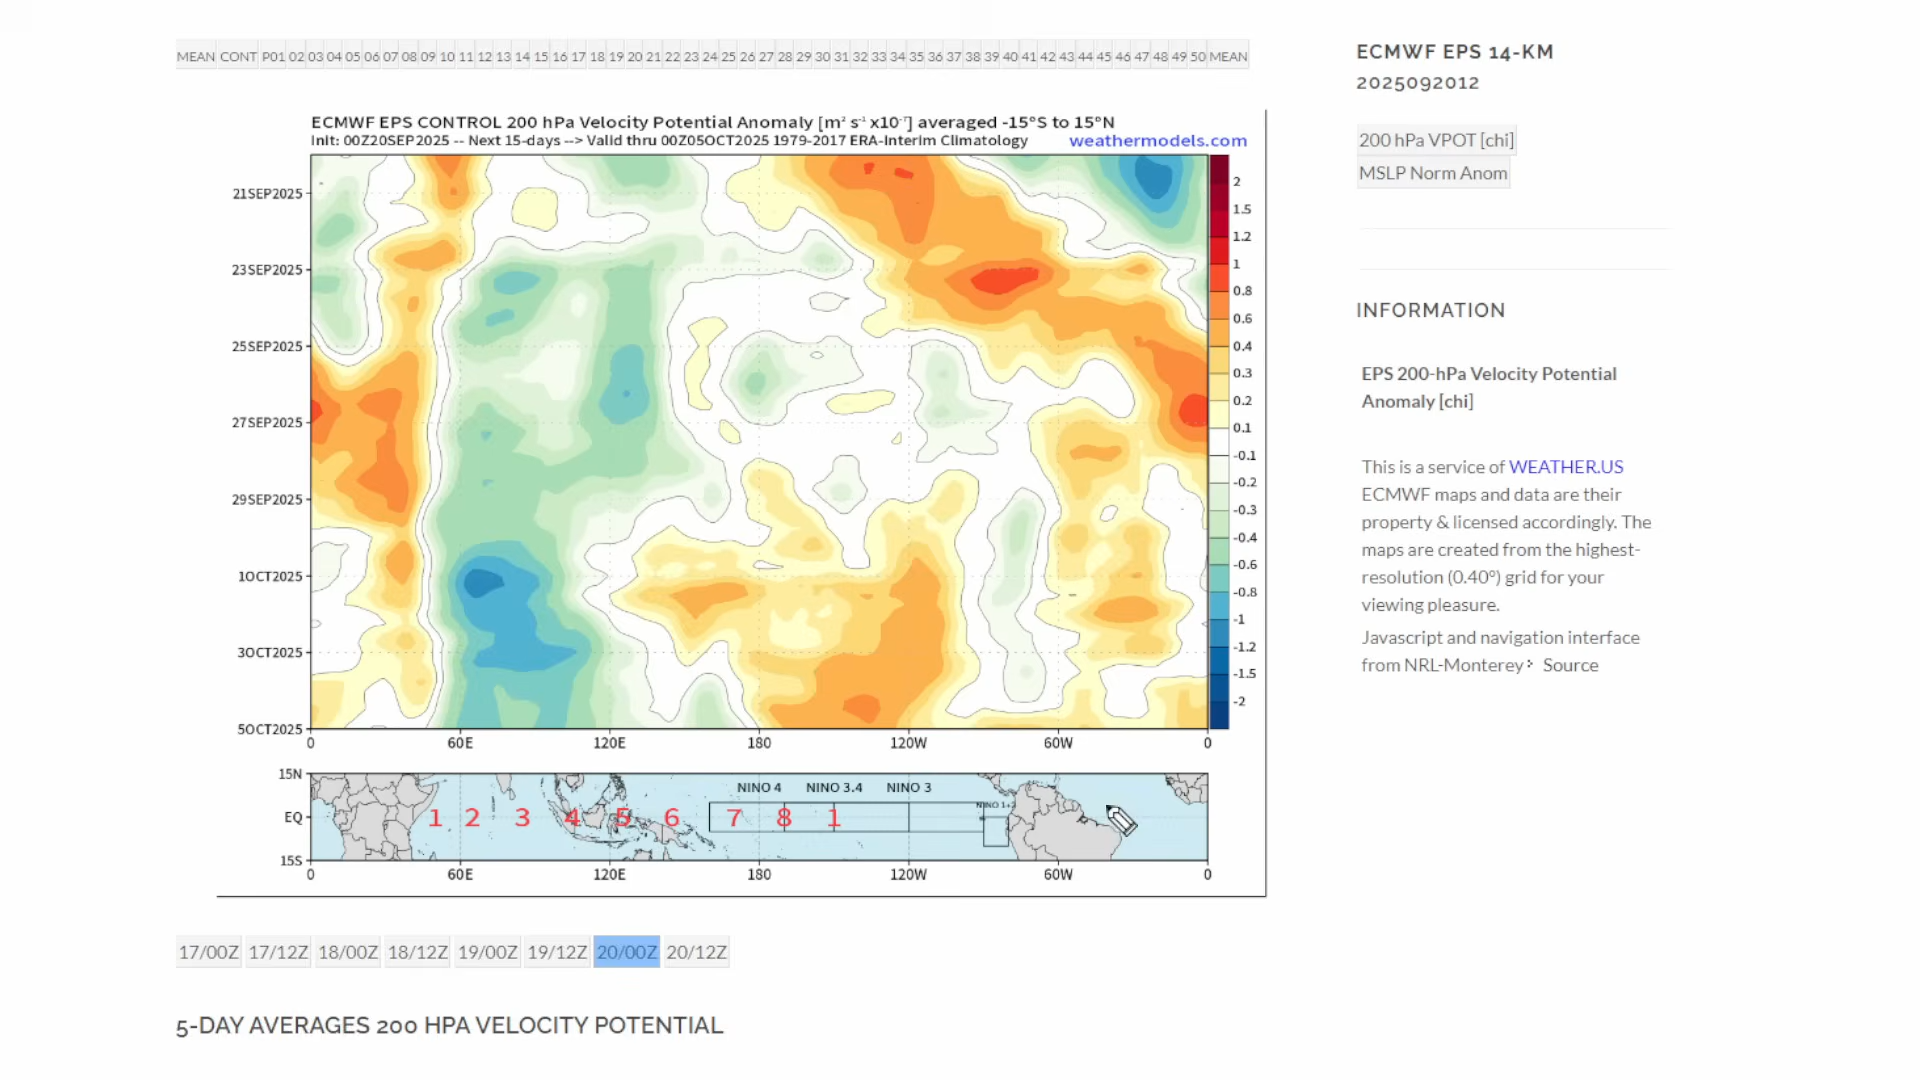 MEAN CONT P01 02 03 04 05 06 07 08 09 10 11 12 13 14 15 16 17 18 19 20 21 22 23 24 25 26 27 28 29 30 31 32 33 34 35 36 37 38 39 40 41 42 43 44 45 46 47 48 49 50 MEAN
ECMWF EPS CONTROL 200 hPa Velocity Potential Anomaly [m² s⁻¹ x10⁻⁷] averaged -15°S to 15°N
Init: 00Z20SEP2025 -- Next 15-days --> Valid thru 00Z05OCT2025 1979-2017 ERA-Interim Climatology
weathermodels.com
21SEP2025
23SEP2025
25SEP2025
27SEP2025
29SEP2025
1OCT2025
3OCT2025
5OCT2025
0 60E 120E 180 120W 60W 0
2
1.5
1.2
1
0.8
0.6
0.4
0.3
0.2
0.1
-0.1
-0.2
-0.3
-0.4
-0.6
-0.8
-1
-1.2
-1.5
-2
15N
EQ
15S
NINO 4 NINO 3.4 NINO 3
NINO 1+2
1 2 3 4 5 6 7 8 1
0 60E 120E 180 120W 60W 0
17/00Z 17/12Z 18/00Z 18/12Z 19/00Z 19/12Z 20/00Z 20/12Z
5-DAY AVERAGES 200 HPA VELOCITY POTENTIAL
ECMWF EPS 14-KM
2025092012
200 hPa VPOT [chi]
MSLP Norm Anom
INFORMATION
EPS 200-hPa Velocity Potential
Anomaly [chi]
This is a service of WEATHER.US
ECMWF maps and data are their
property & licensed accordingly. The
maps are created from the highest-
resolution (0.40º) grid for your
viewing pleasure.
Javascript and navigation interface
from NRL-Monterey Source